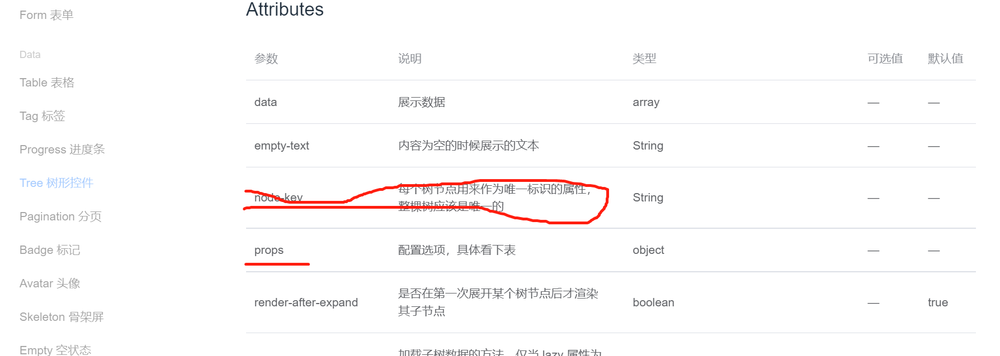 Attributes
Form 表单
Data
Table 表格
Tag 标签
Progress 进度条
Tree 树形控件
Pagination 分页
Badge 标记
Avatar 头像
Skeleton 骨架屏
Empty 空状态
参数 说明 类型 可选值 默认值
data 展示数据 array — —
empty-text 内容为空的时候展示的文本 String — —
node-key 每个树节点用来作为唯一标识的属性，
整棵树应该是唯一的 String — —
props 配置选项，具体看下表 object — —
render-after-expand 是否在第一次展开某个树节点后才渲染
其子节点 boolean — true
加载子树数据的方法，仅当 lazy 属性为